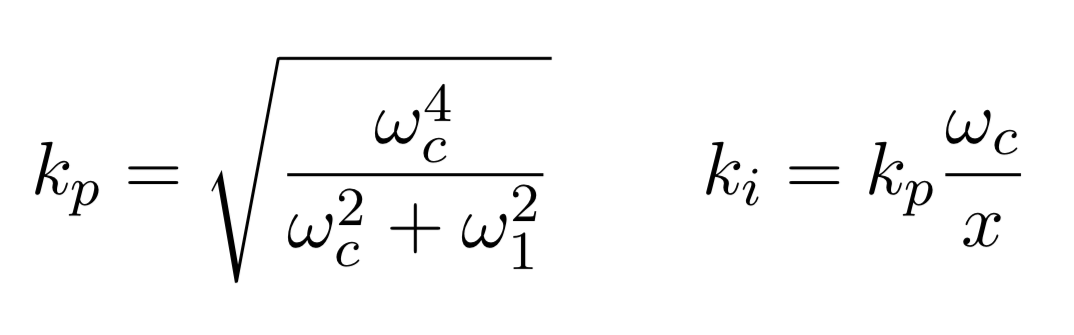 k_p = \sqrt{\frac{\omega_c^4}{\omega_c^2 + \omega_1^2}} \qquad k_i = k_p \frac{\omega_c}{x}